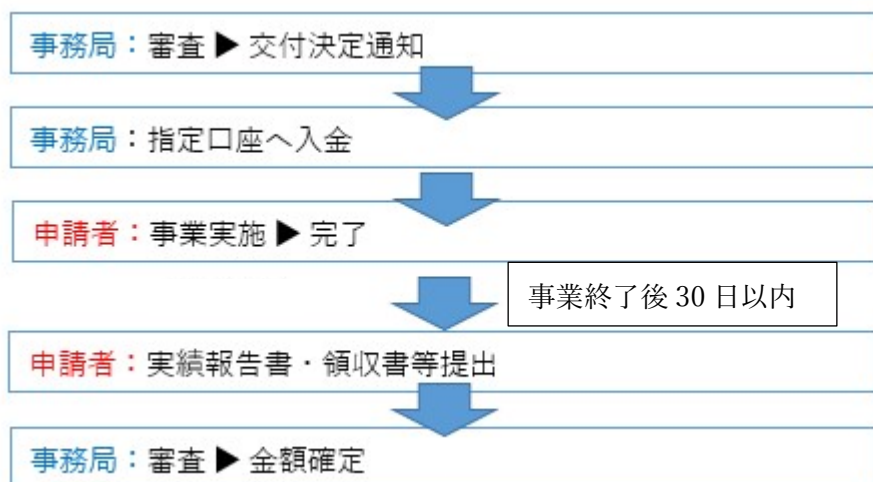 事務局：審査 ▶ 交付決定通知
事務局：指定口座へ入金
申請者：事業実施 ▶ 完了
事業終了後 30 日以内
申請者：実績報告書・領収書等提出
事務局：審査 ▶ 金額確定